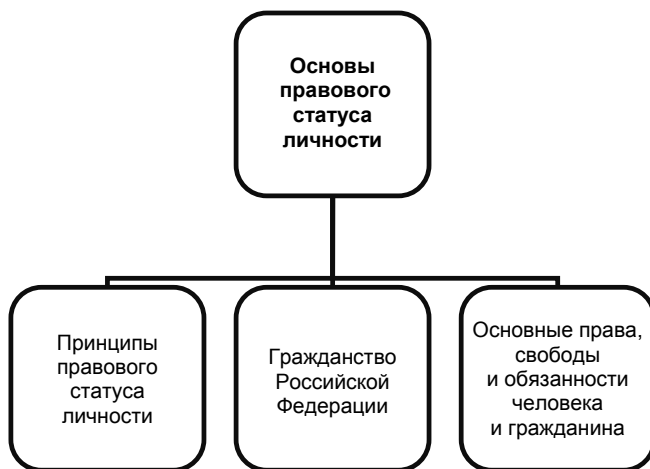 Основы
правового
статуса
личности
Принципы
правового
статуса
личности
Гражданство
Российской
Федерации
Основные права,
свободы
и обязанности
человека
и гражданина